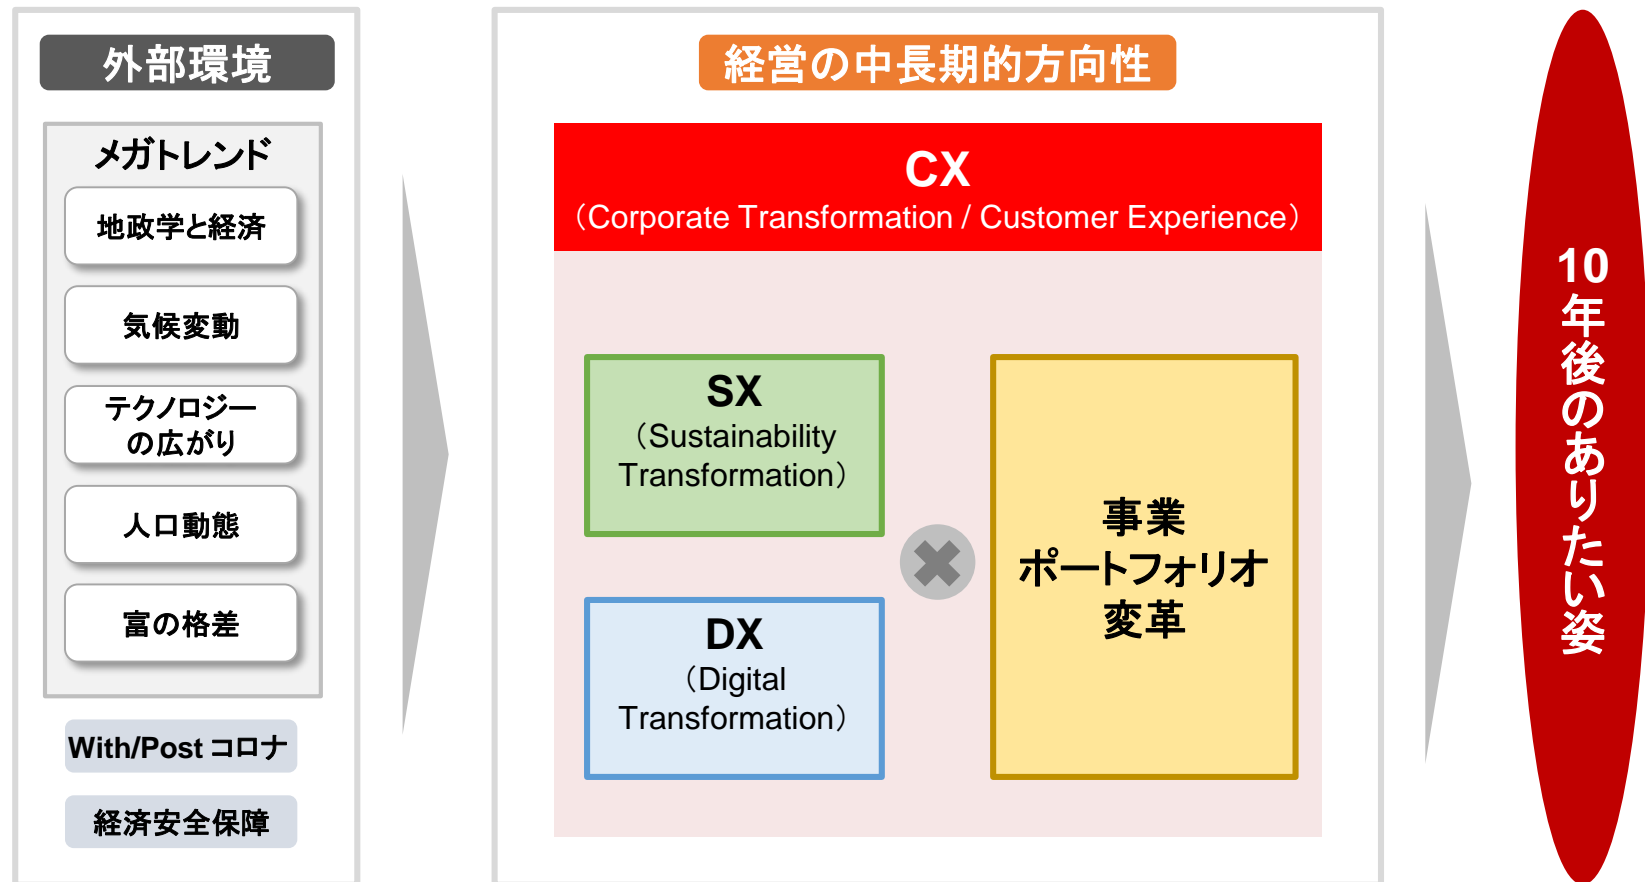 外部環境
メガトレンド
地政学と経済
気候変動
テクノロジー
の広がり
人口動態
富の格差
With/Post コロナ
経済安全保障
経営の中長期的方向性
CX
（Corporate Transformation / Customer Experience）
SX
（Sustainability
Transformation）
DX
（Digital
Transformation）
事業
ポートフォリオ
変革
10年後のありたい姿